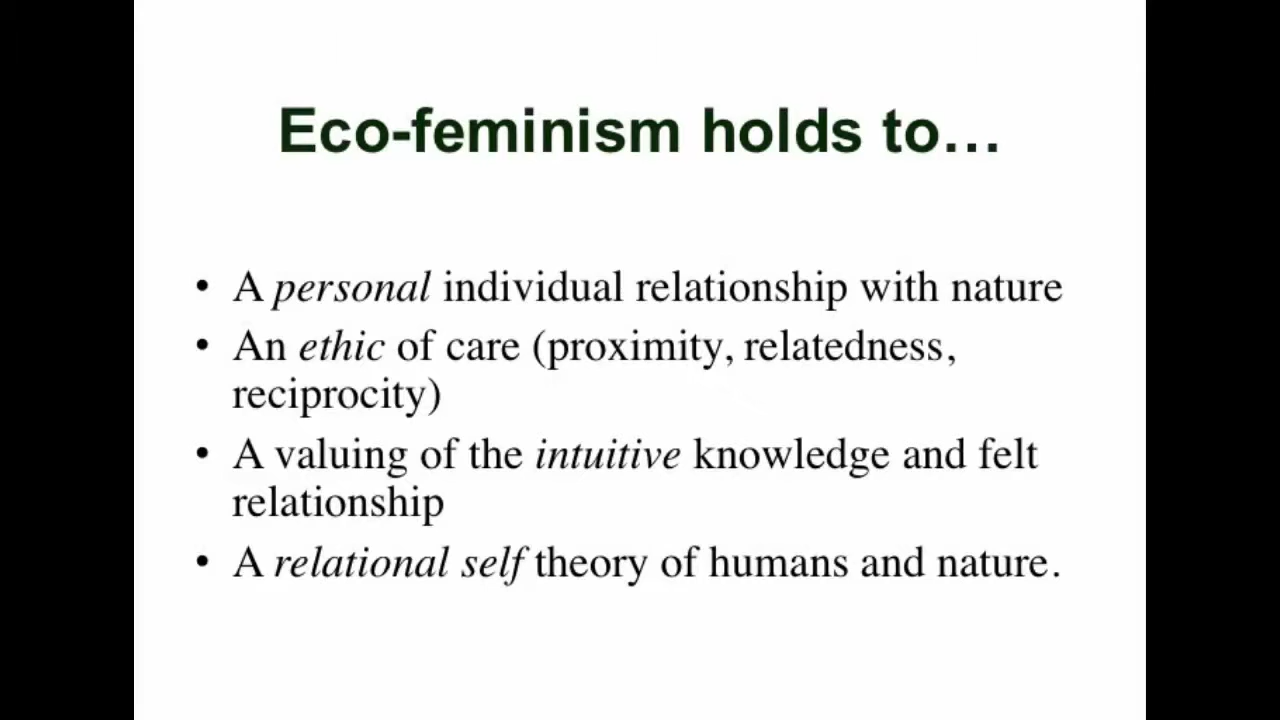 Eco-feminism holds to…
• A personal individual relationship with nature
• An ethic of care (proximity, relatedness,
reciprocity)
• A valuing of the intuitive knowledge and felt
relationship
• A relational self theory of humans and nature.